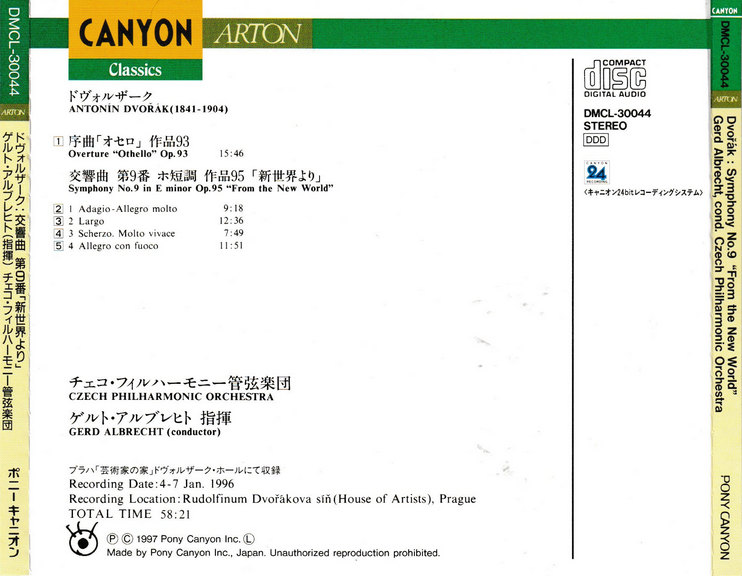 DMCL-30044
ARTON
ドヴォルザーク:交響曲 第9番「新世界より」
ゲルト・アルブレヒト(指揮) チェコ・フィルハーモニー管弦楽団
ポニーキャニオン
CANYON ARTON
Classics
ドヴォルザーク
ANTONÍN DVOŘÁK(1841-1904)
1 序曲「オセロ」 作品93
Overture “Othello” Op.93 15:46
交響曲 第9番 ホ短調 作品95「新世界より」
Symphony No.9 in E minor Op.95 “From the New World”
2 1 Adagio-Allegro molto 9:18
3 2 Largo 12:36
4 3 Scherzo. Molto vivace 7:49
5 4 Allegro con fuoco 11:51
チェコ・フィルハーモニー管弦楽団
CZECH PHILHARMONIC ORCHESTRA
ゲルト・アルブレヒト 指揮
GERD ALBRECHT (conductor)
プラハ「芸術家の家」ドヴォルザーク・ホールにて収録
Recording Date:4-7 Jan. 1996
Recording Location:Rudolfinum Dvořákova síň(House of Artists), Prague
TOTAL TIME 58:21
Ⓟ Ⓒ 1997 Pony Canyon Inc. Ⓛ
Made by Pony Canyon Inc., Japan. Unauthorized reproduction prohibited.
COMPACT
disc
DIGITAL AUDIO
DMCL-30044
STEREO
DDD
CANYON
24
RECORDING
〈キャニオン24bitレコーディングシステム〉
CANYON
DMCL-30044
ARTON
Dvořák : Symphony No.9 “From the New World”
Gerd Albrecht, cond. Czech Philharmonic Orchestra
PONY CANYON